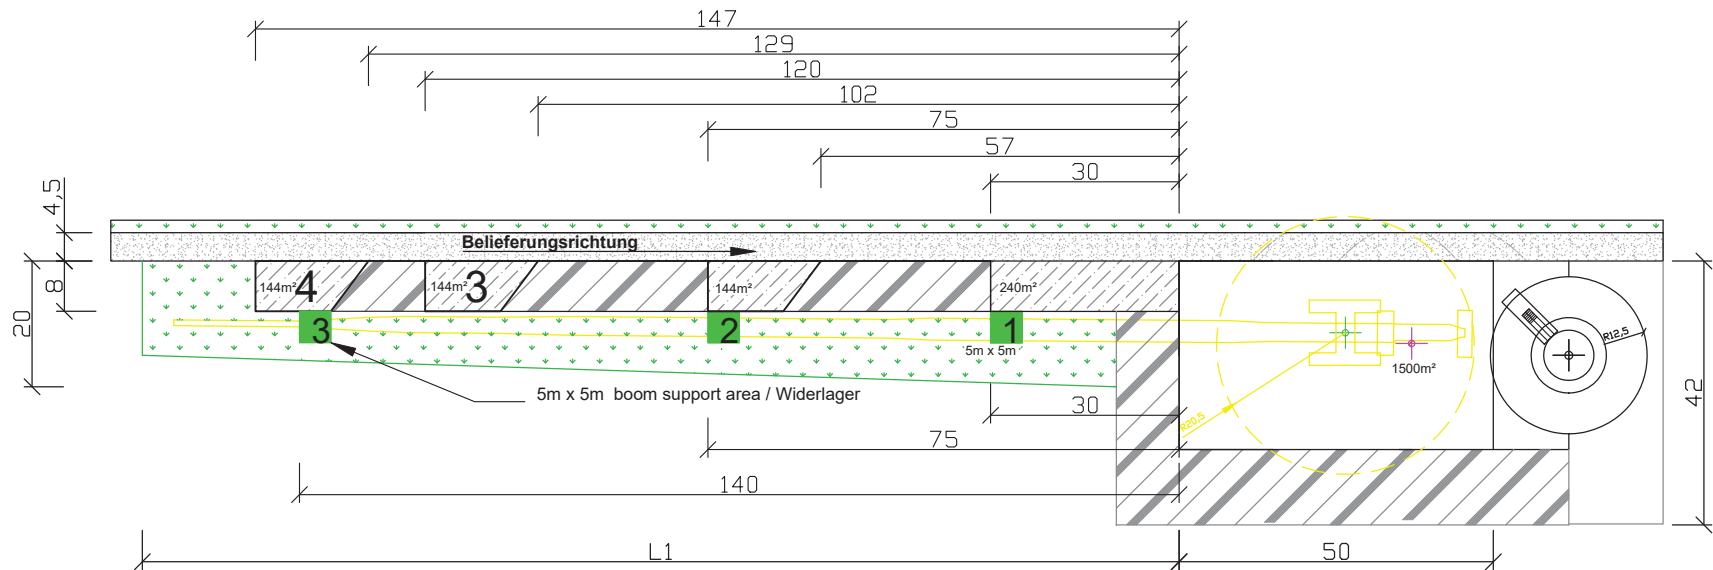 147
129
120
102
75
57
30
4,5
Belieferungsrichtung
8
20
144m²
4
144m²
3
144m²
240m²
3
2
1
5m x 5m
1500m²
R12,5
R20,5
5m x 5m boom support area / Widerlager
30
75
140
42
L1
50